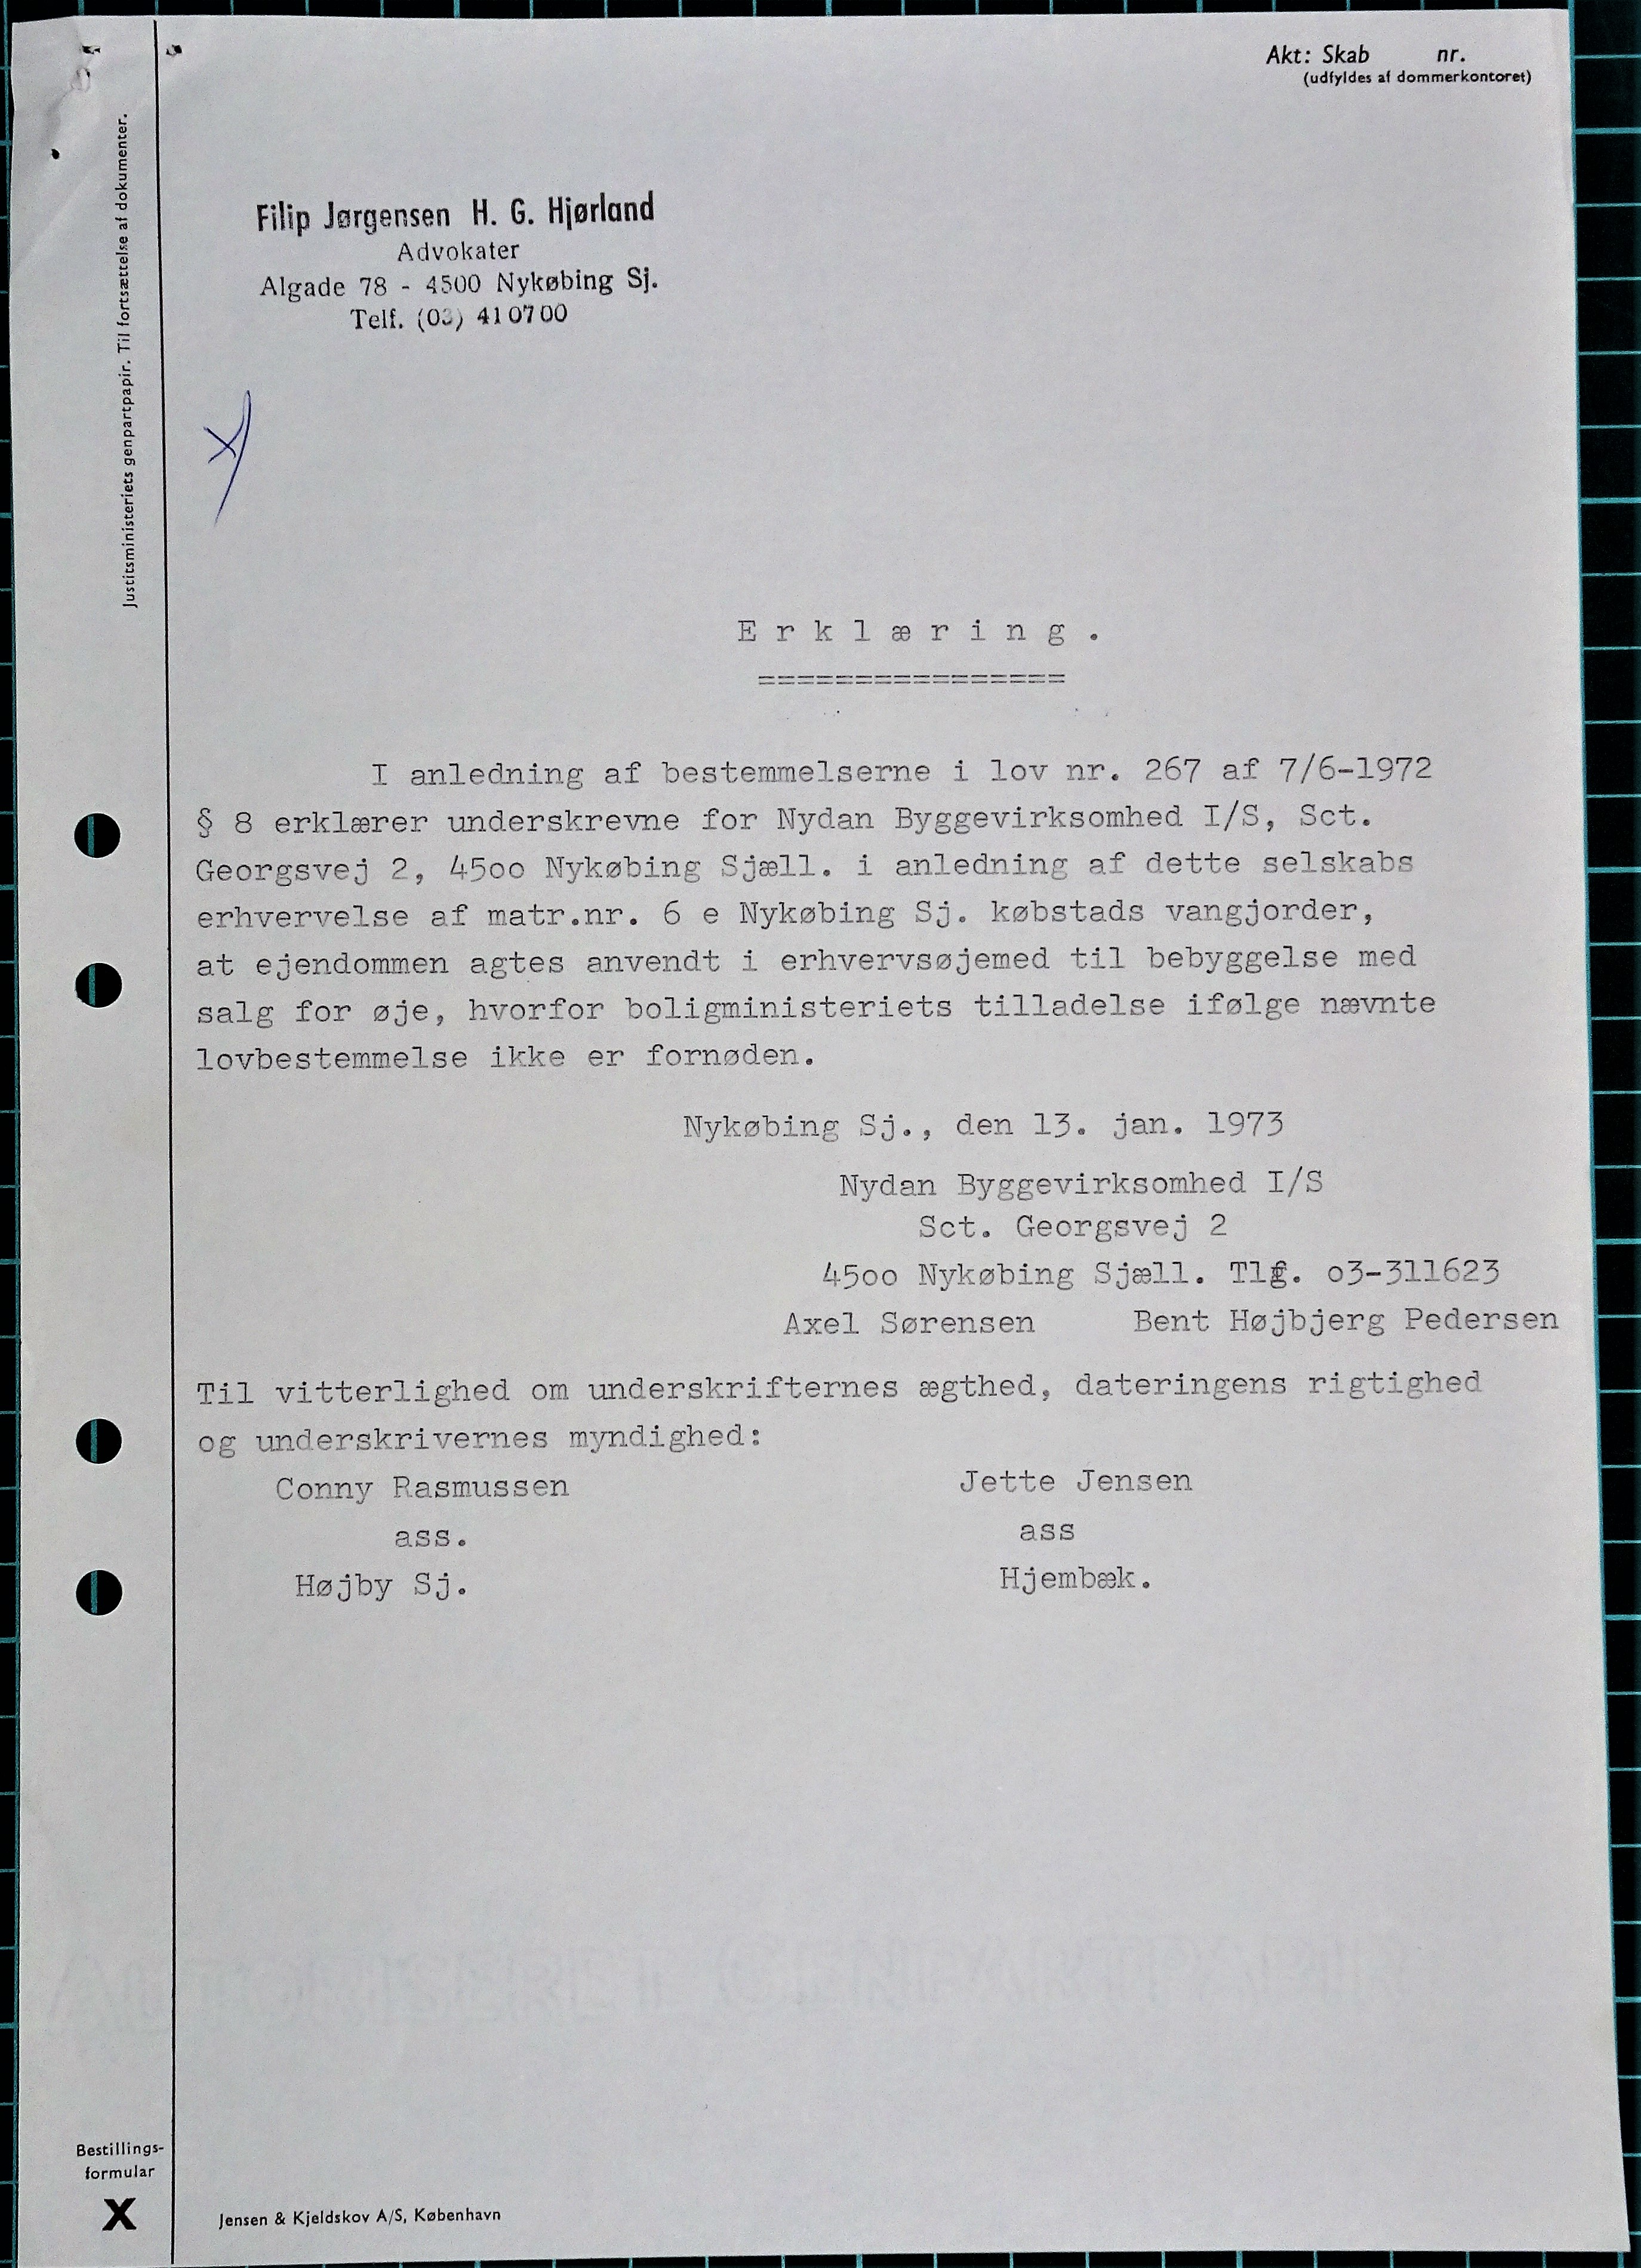 Akt: Skab nr.
(udfyldes af dommerkontoret)
Justitsministeriets genpartpapir. Til fortsættelse af dokumenter.
Filip Jørgensen H. G. Hjørland
Advokater
Algade 78 - 4500 Nykøbing Sj.
Telf. (03) 410700
Erklæring.
================
I anledning af bestemmelserne i lov nr. 267 af 7/6-1972
§ 8 erklærer underskrevne for Nydan Byggevirksomhed I/S, Sct.
Georgsvej 2, 45oo Nykøbing Sjæll. i anledning af dette selskabs
erhvervelse af matr.nr. 6 e Nykøbing Sj. købstads vangjorder,
at ejendommen agtes anvendt i erhvervsøjemed til bebyggelse med
salg for øje, hvorfor boligministeriets tilladelse ifølge nævnte
lovbestemmelse ikke er fornøden.
Nykøbing Sj., den 13. jan. 1973
Nydan Byggevirksomhed I/S
Sct. Georgsvej 2
45oo Nykøbing Sjæll. Tlf. o3-311623
Axel Sørensen Bent Højbjerg Pedersen
Til vitterlighed om underskrifternes ægthed, dateringens rigtighed
og underskrivernes myndighed:
Conny Rasmussen Jette Jensen
ass. ass
Højby Sj. Hjembæk.
Bestillings-
formular
X
Jensen & Kjeldskov A/S, København